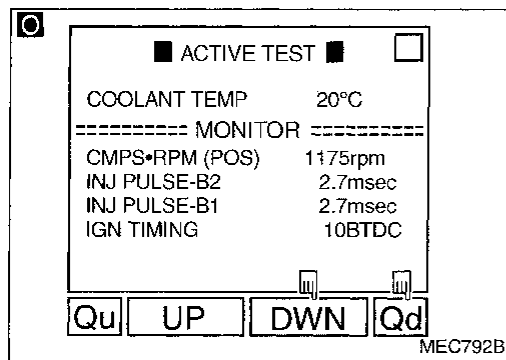 O
■ ACTIVE TEST ■
COOLANT TEMP 20°C
========== MONITOR ==========
CMPS•RPM (POS) 1175rpm
INJ PULSE-B2 2.7msec
INJ PULSE-B1 2.7msec
IGN TIMING 10BTDC
Qu UP DWN Qd
MEC792B